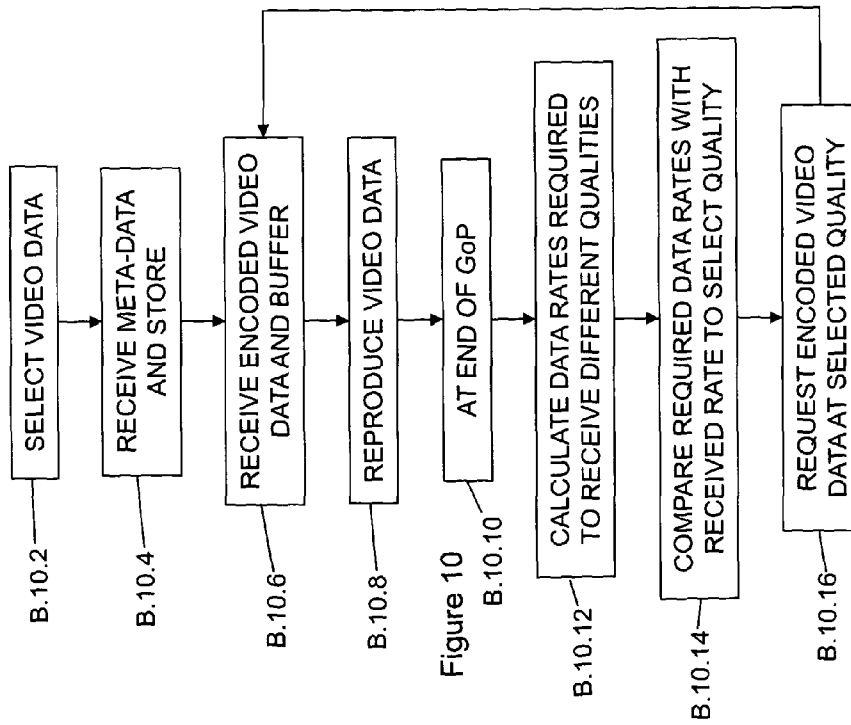 B.10.2
SELECT VIDEO DATA
B.10.4
RECEIVE META-DATA
AND STORE
B.10.6
RECEIVE ENCODED VIDEO
DATA AND BUFFER
B.10.8
REPRODUCE VIDEO DATA
Figure 10
B.10.10
AT END OF GoP
B.10.12
CALCULATE DATA RATES REQUIRED
TO RECEIVE DIFFERENT QUALITIES
B.10.14
COMPARE REQUIRED DATA RATES WITH
RECEIVED RATE TO SELECT QUALITY
B.10.16
REQUEST ENCODED VIDEO
DATA AT SELECTED QUALITY